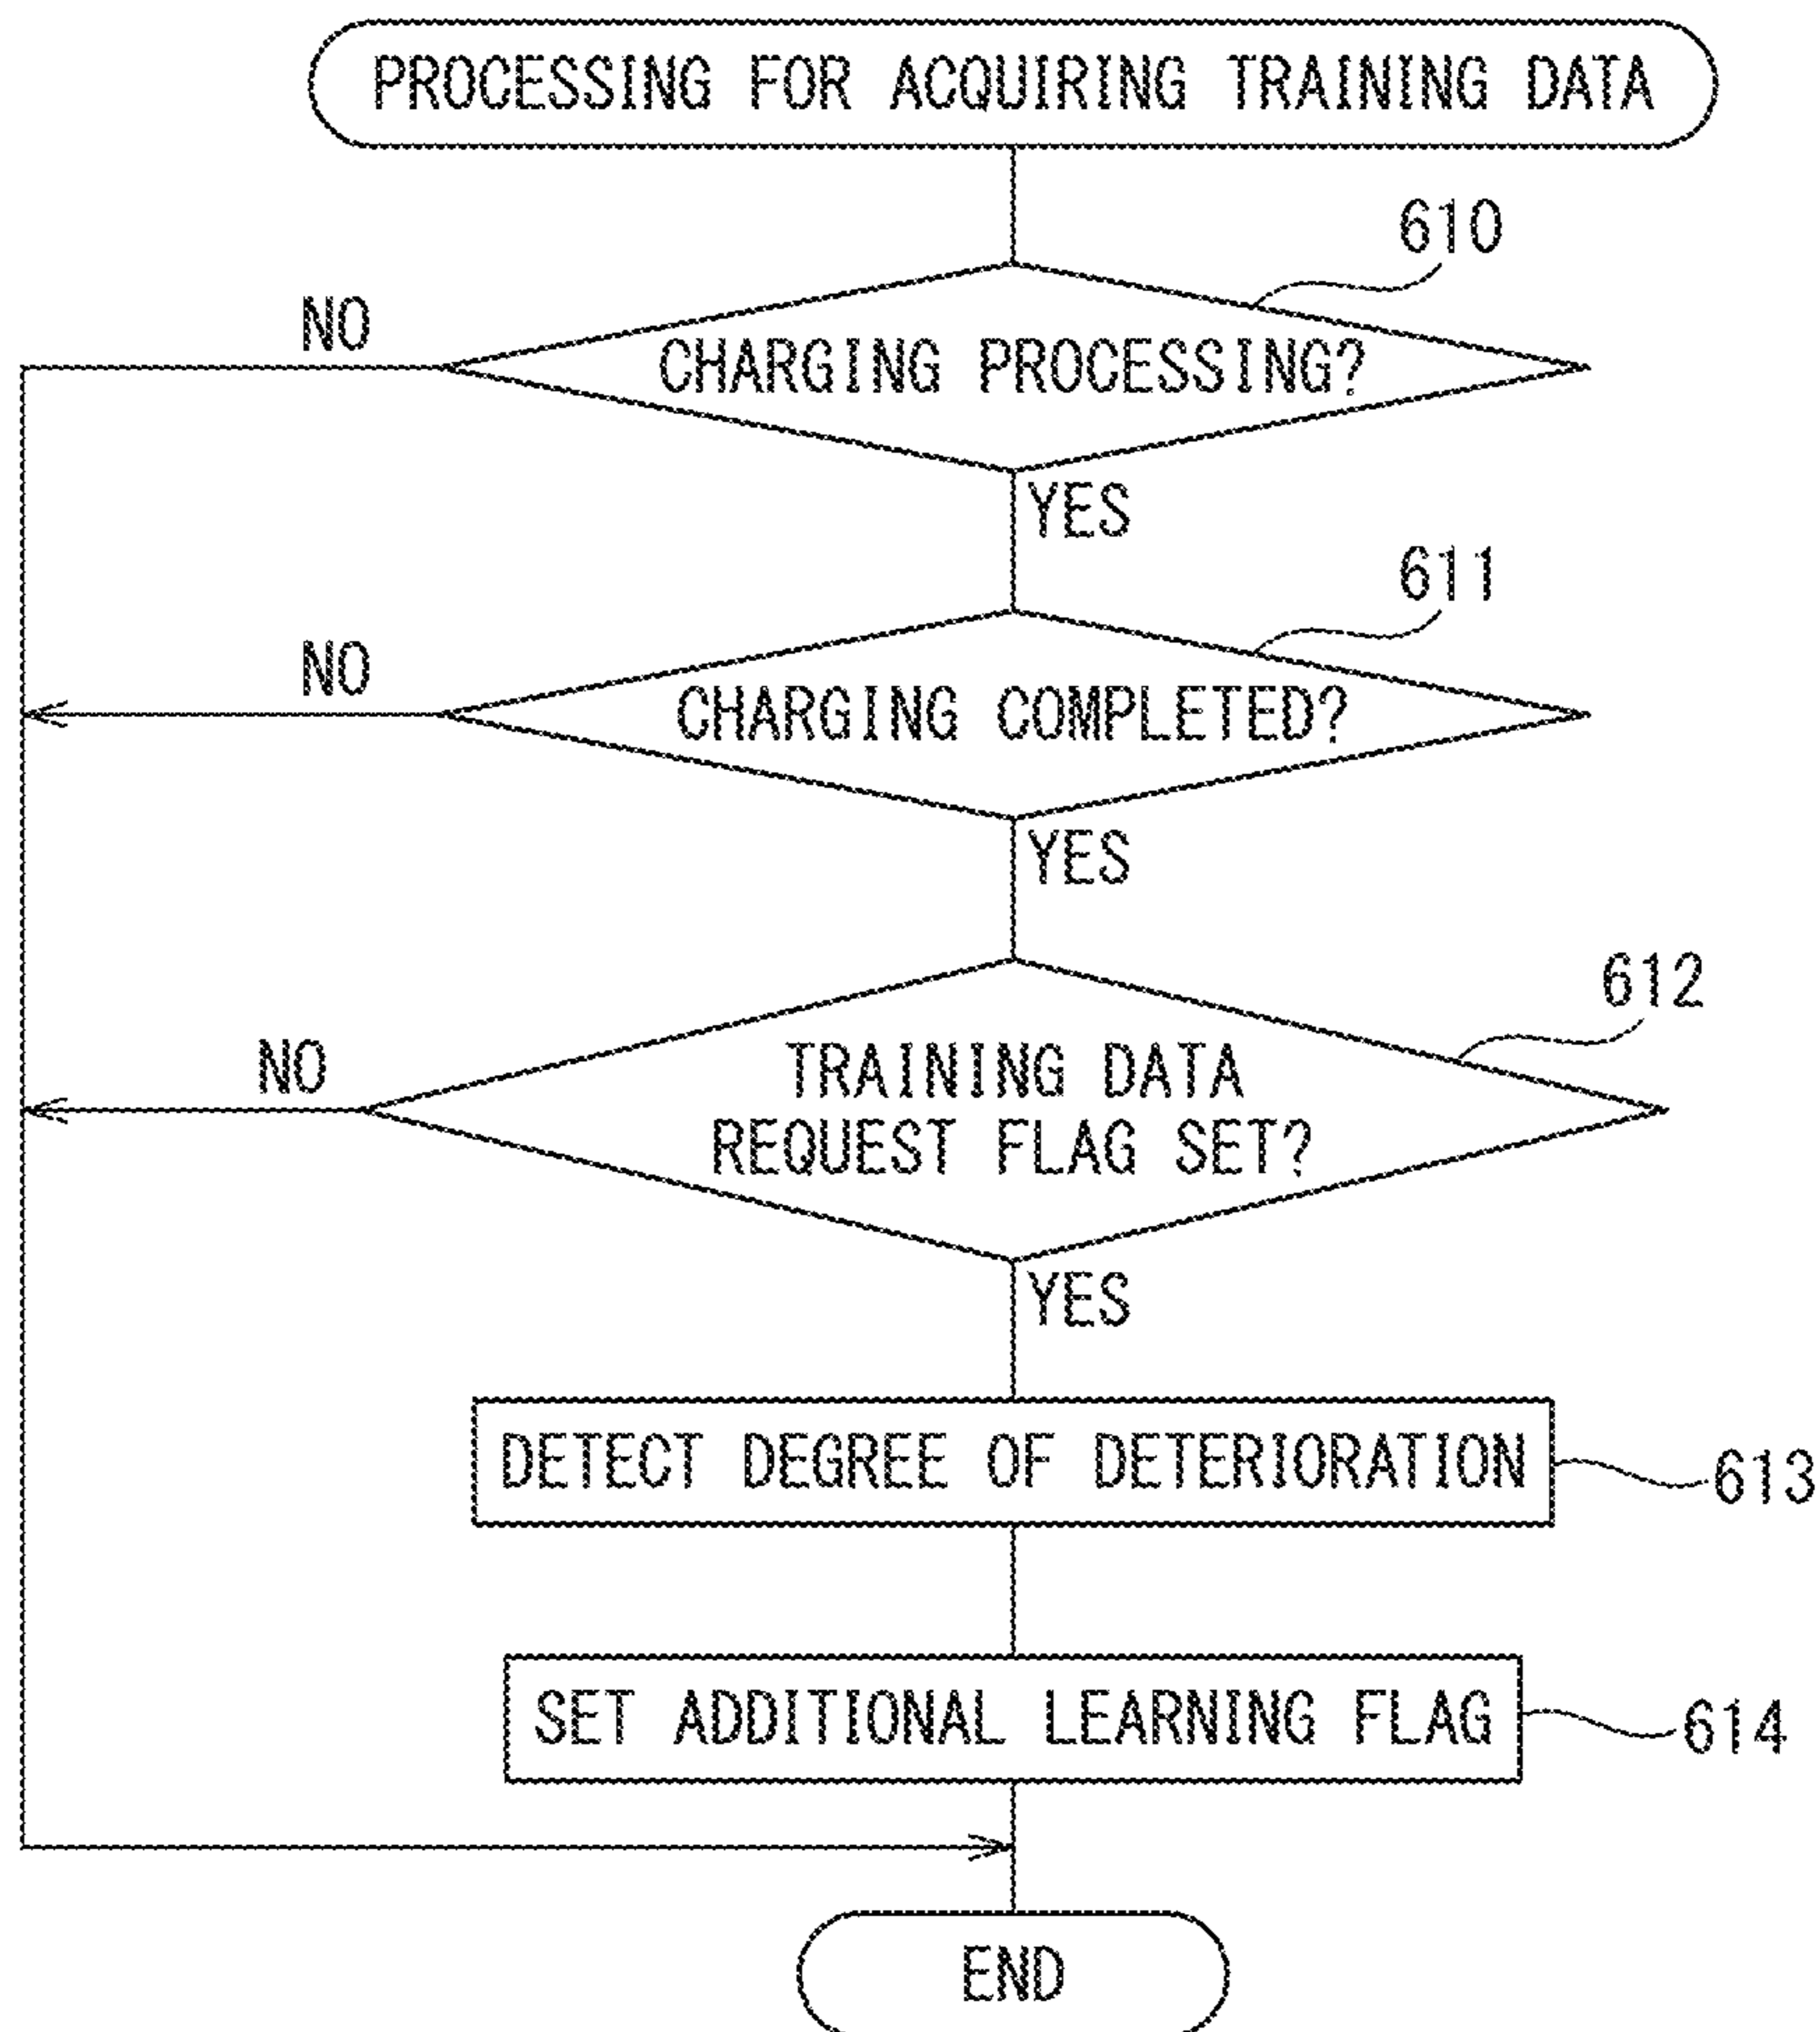 PROCESSING FOR ACQUIRING TRAINING DATA
610
NO
CHARGING PROCESSING?
YES
611
NO
CHARGING COMPLETED?
YES
612
NO
TRAINING DATA
REQUEST FLAG SET?
YES
DETECT DEGREE OF DETERIORATION
613
SET ADDITIONAL LEARNING FLAG
614
END